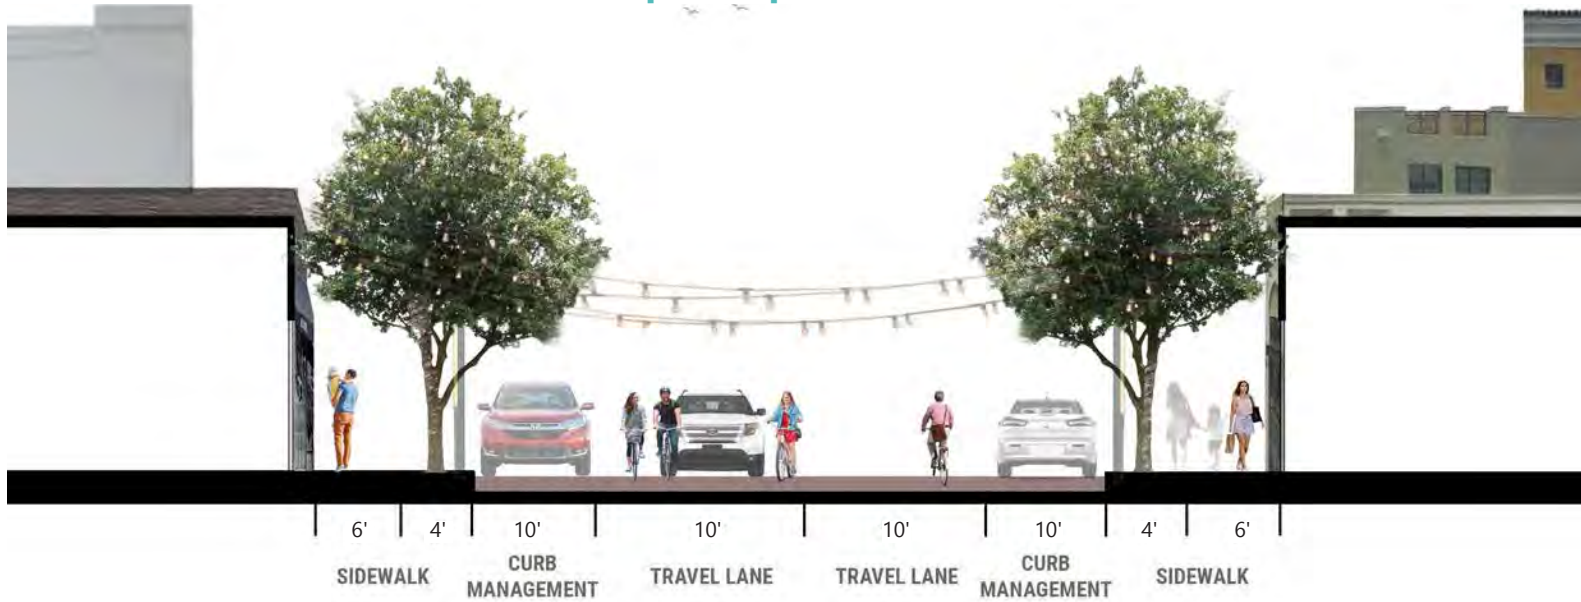 6' 4' 10' 10' 10' 10' 4' 6'
SIDEWALK
CURB
MANAGEMENT
TRAVEL LANE
TRAVEL LANE
CURB
MANAGEMENT
SIDEWALK